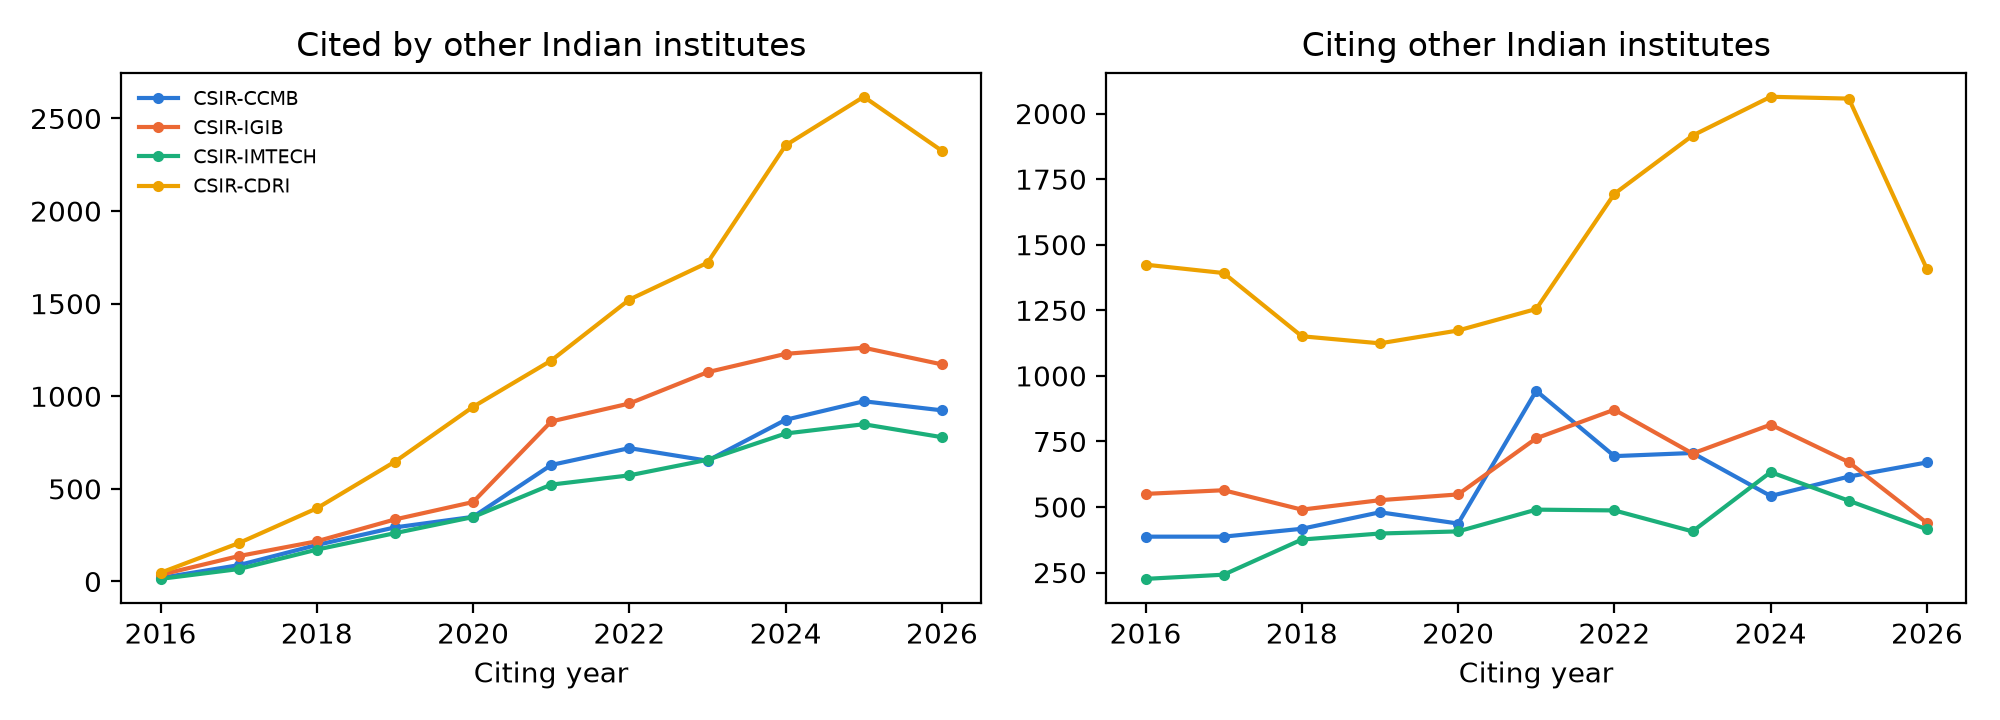 Cited by other Indian institutes
CSIR-CCMB
CSIR-IGIB
CSIR-IMTECH
CSIR-CDRI
2500
2000
1500
1000
500
0
2016 2018 2020 2022 2024 2026
Citing year
Citing other Indian institutes
2000
1750
1500
1250
1000
750
500
250
2016 2018 2020 2022 2024 2026
Citing year